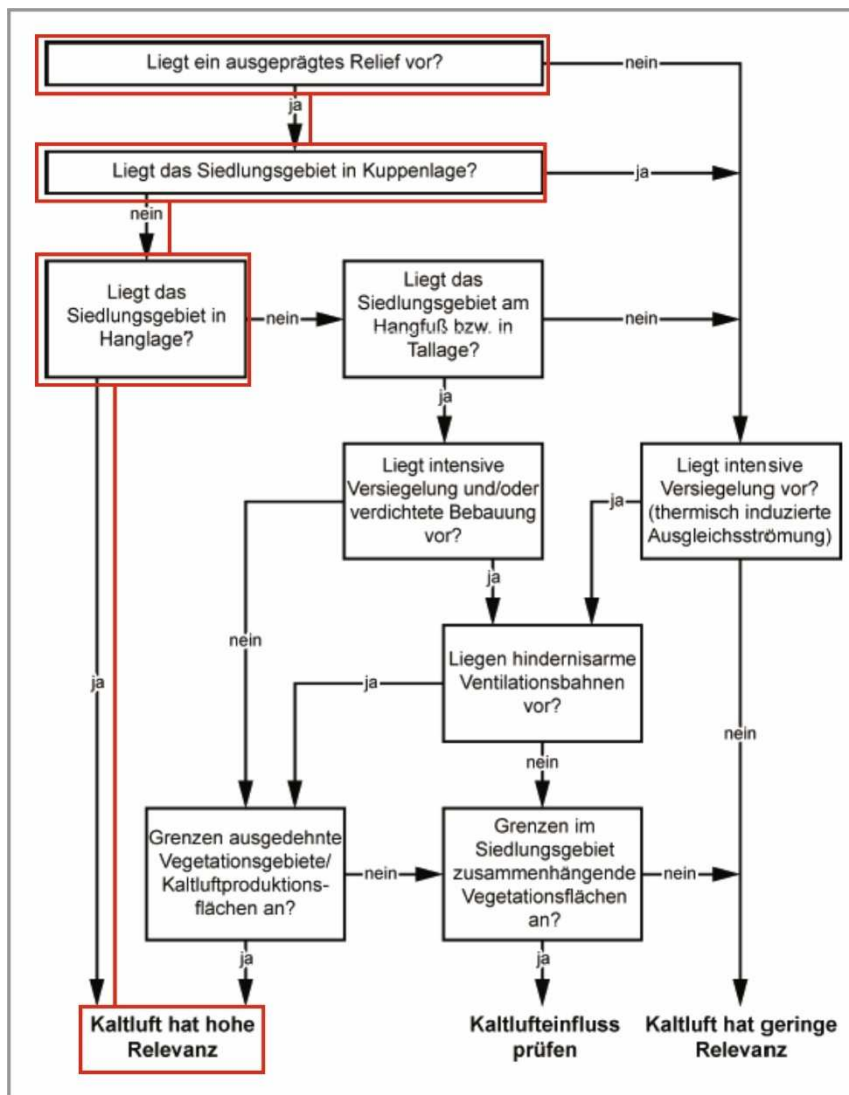 Liegt ein ausgeprägtes Relief vor?
nein
ja
Liegt das Siedlungsgebiet in Kuppenlage?
ja
nein
Liegt das
Siedlungsgebiet in
Hanglage?
nein
Liegt das
Siedlungsgebiet am
Hangfuß bzw. in
Tallage?
nein
ja
Liegt intensive
Versiegelung und/oder
verdichtete Bebauung
vor?
ja
Liegt intensive
Versiegelung vor?
(thermisch induzierte
Ausgleichsströmung)
ja
nein
ja
Liegen hindernisarme
Ventilationsbahnen
vor?
ja
nein
nein
Grenzen ausgedehnte
Vegetationsgebiete/
Kaltluftproduktions-
flächen an?
nein
Grenzen im
Siedlungsgebiet
zusammenhängende
Vegetationsflächen
an?
nein
ja
ja
Kaltluft hat hohe
Relevanz
Kaltlufteinfluss
prüfen
Kaltluft hat geringe
Relevanz